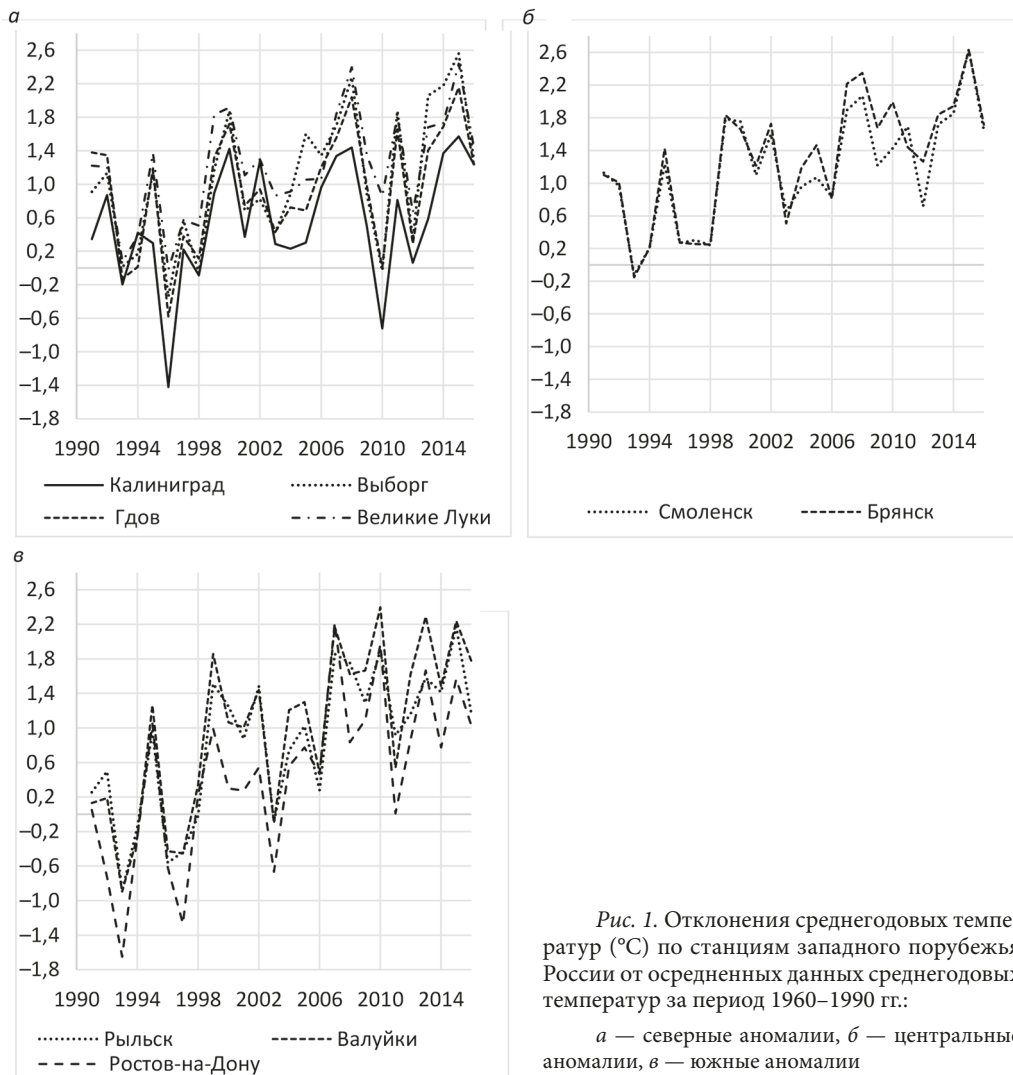 а
2,6
2,2
1,8
1,4
1,0
0,6
0,2
–0,2
–0,6
–1,0
–1,4
–1,8
1990 1994 1998 2002 2006 2010 2014
Калиниград Выборг
Гдов Великие Луки
б
2,6
2,2
1,8
1,4
1,0
0,6
0,2
–0,2
–0,6
–1,0
–1,4
–1,8
1990 1994 1998 2002 2006 2010 2014
Смоленск Брянск
в
2,6
2,2
1,8
1,4
1,0
0,6
0,2
–0,2
–0,6
–1,0
–1,4
–1,8
1990 1994 1998 2002 2006 2010 2014
Рыльск Валуйки
Ростов-на-Дону
Рис. 1. Отклонения среднегодовых темпе-
ратур (°C) по станциям западного порубежья
России от осредненных данных среднегодовых
температур за период 1960–1990 гг.:
а — северные аномалии, б — центральные
аномалии, в — южные аномалии